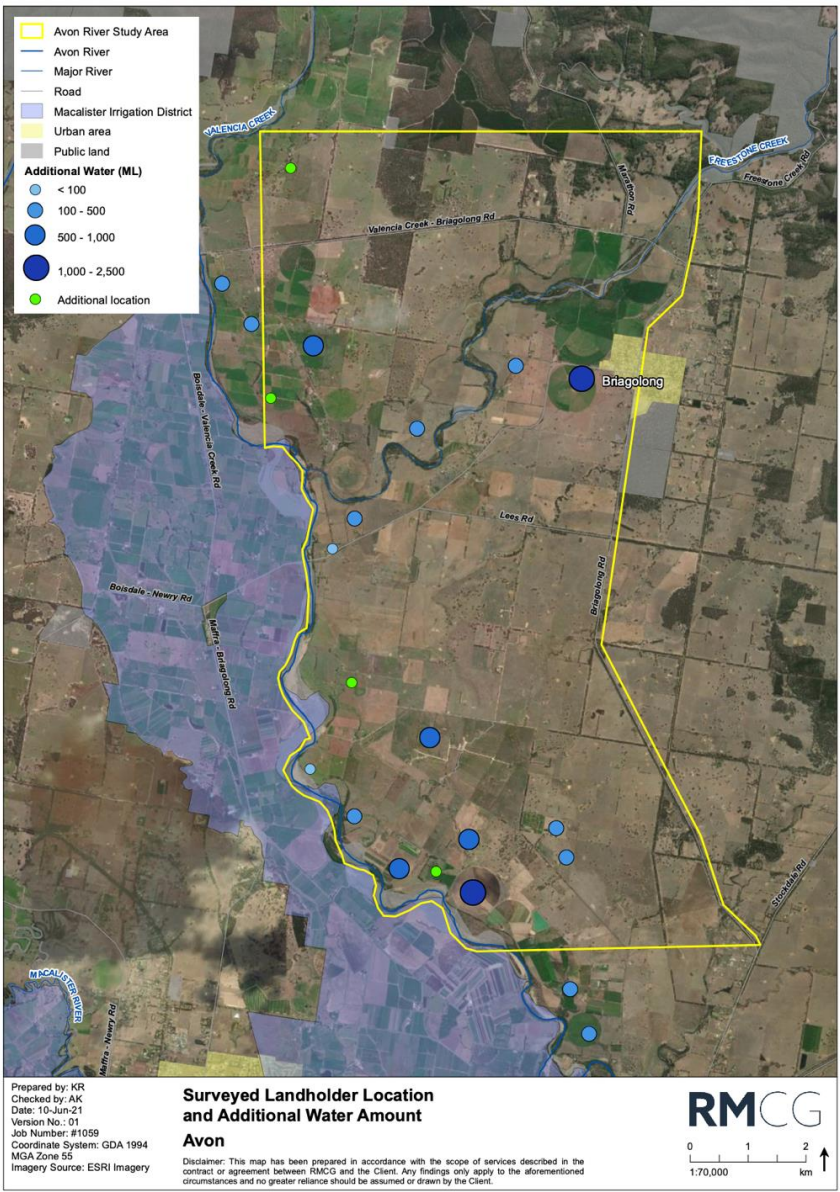 Avon River Study Area
Avon River
Major River
Road
Macalister Irrigation District
Urban area
Public land
Additional Water (ML)
< 100
100 - 500
500 - 1,000
1,000 - 2,500
Additional location
VALENCIA CREEK
FREESTONE CREEK
Freestone Creek Rd
Marathon Rd
Valencia Creek - Briagolong Rd
Boisdale - Valencia Creek Rd
Briagolong
Lees Rd
Briagolong Rd
Boisdale - Newry Rd
Maffra - Briagolong Rd
Stockdale Rd
MACALISTER RIVER
Maffra - Newry Rd
Prepared by: KR
Checked by: AK
Date: 10-Jun-21
Version No.: 01
Job Number: #1059
Coordinate System: GDA 1994
MGA Zone 55
Imagery Source: ESRI Imagery
Surveyed Landholder Location
and Additional Water Amount
Avon
Disclaimer: This map has been prepared in accordance with the scope of services described in the
contract or agreement between RMCG and the Client. Any findings only apply to the aforementioned
circumstances and no greater reliance should be assumed or drawn by the Client.
RMCG
0 1 2
1:70,000 km